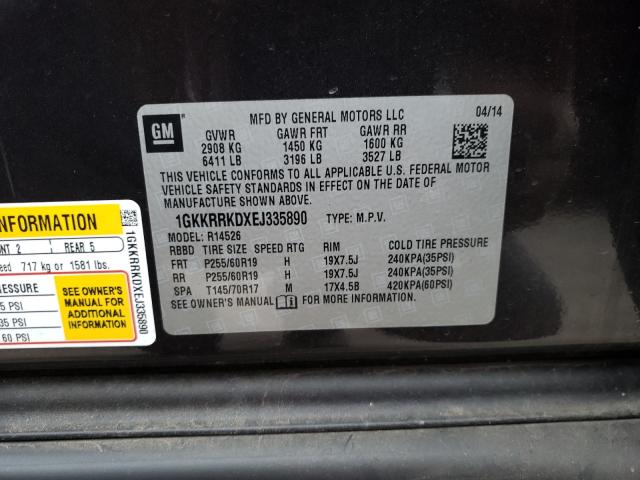 GM
MFD BY GENERAL MOTORS LLC
04/14
GVWR GAWR FRT GAWR RR
2908 KG 1450 KG 1600 KG
6411 LB 3196 LB 3527 LB
THIS VEHICLE CONFORMS TO ALL APPLICABLE U.S. FEDERAL MOTOR
VEHICLE SAFETY STANDARDS IN EFFECT ON THE DATE OF
MANUFACTURE SHOWN ABOVE.
1GKKRRKDXEJ335890 TYPE: M.P.V.
MODEL: R14526
RBBD TIRE SIZE SPEED RTG RIM COLD TIRE PRESSURE
FRT P255/60R19 H 19X7.5J 240KPA(35PSI)
RR P255/60R19 H 19X7.5J 240KPA(35PSI)
SPA T145/70R17 M 17X4.5B 420KPA(60PSI)
SEE OWNER'S MANUAL FOR MORE INFORMATION.
INFORMATION
2 REAR 5
717 kg or 1581 lbs.
PSI
35 PSI
60 PSI
SEE OWNER'S
MANUAL FOR
ADDITIONAL
INFORMATION
1GKKRRKDXEJ335890